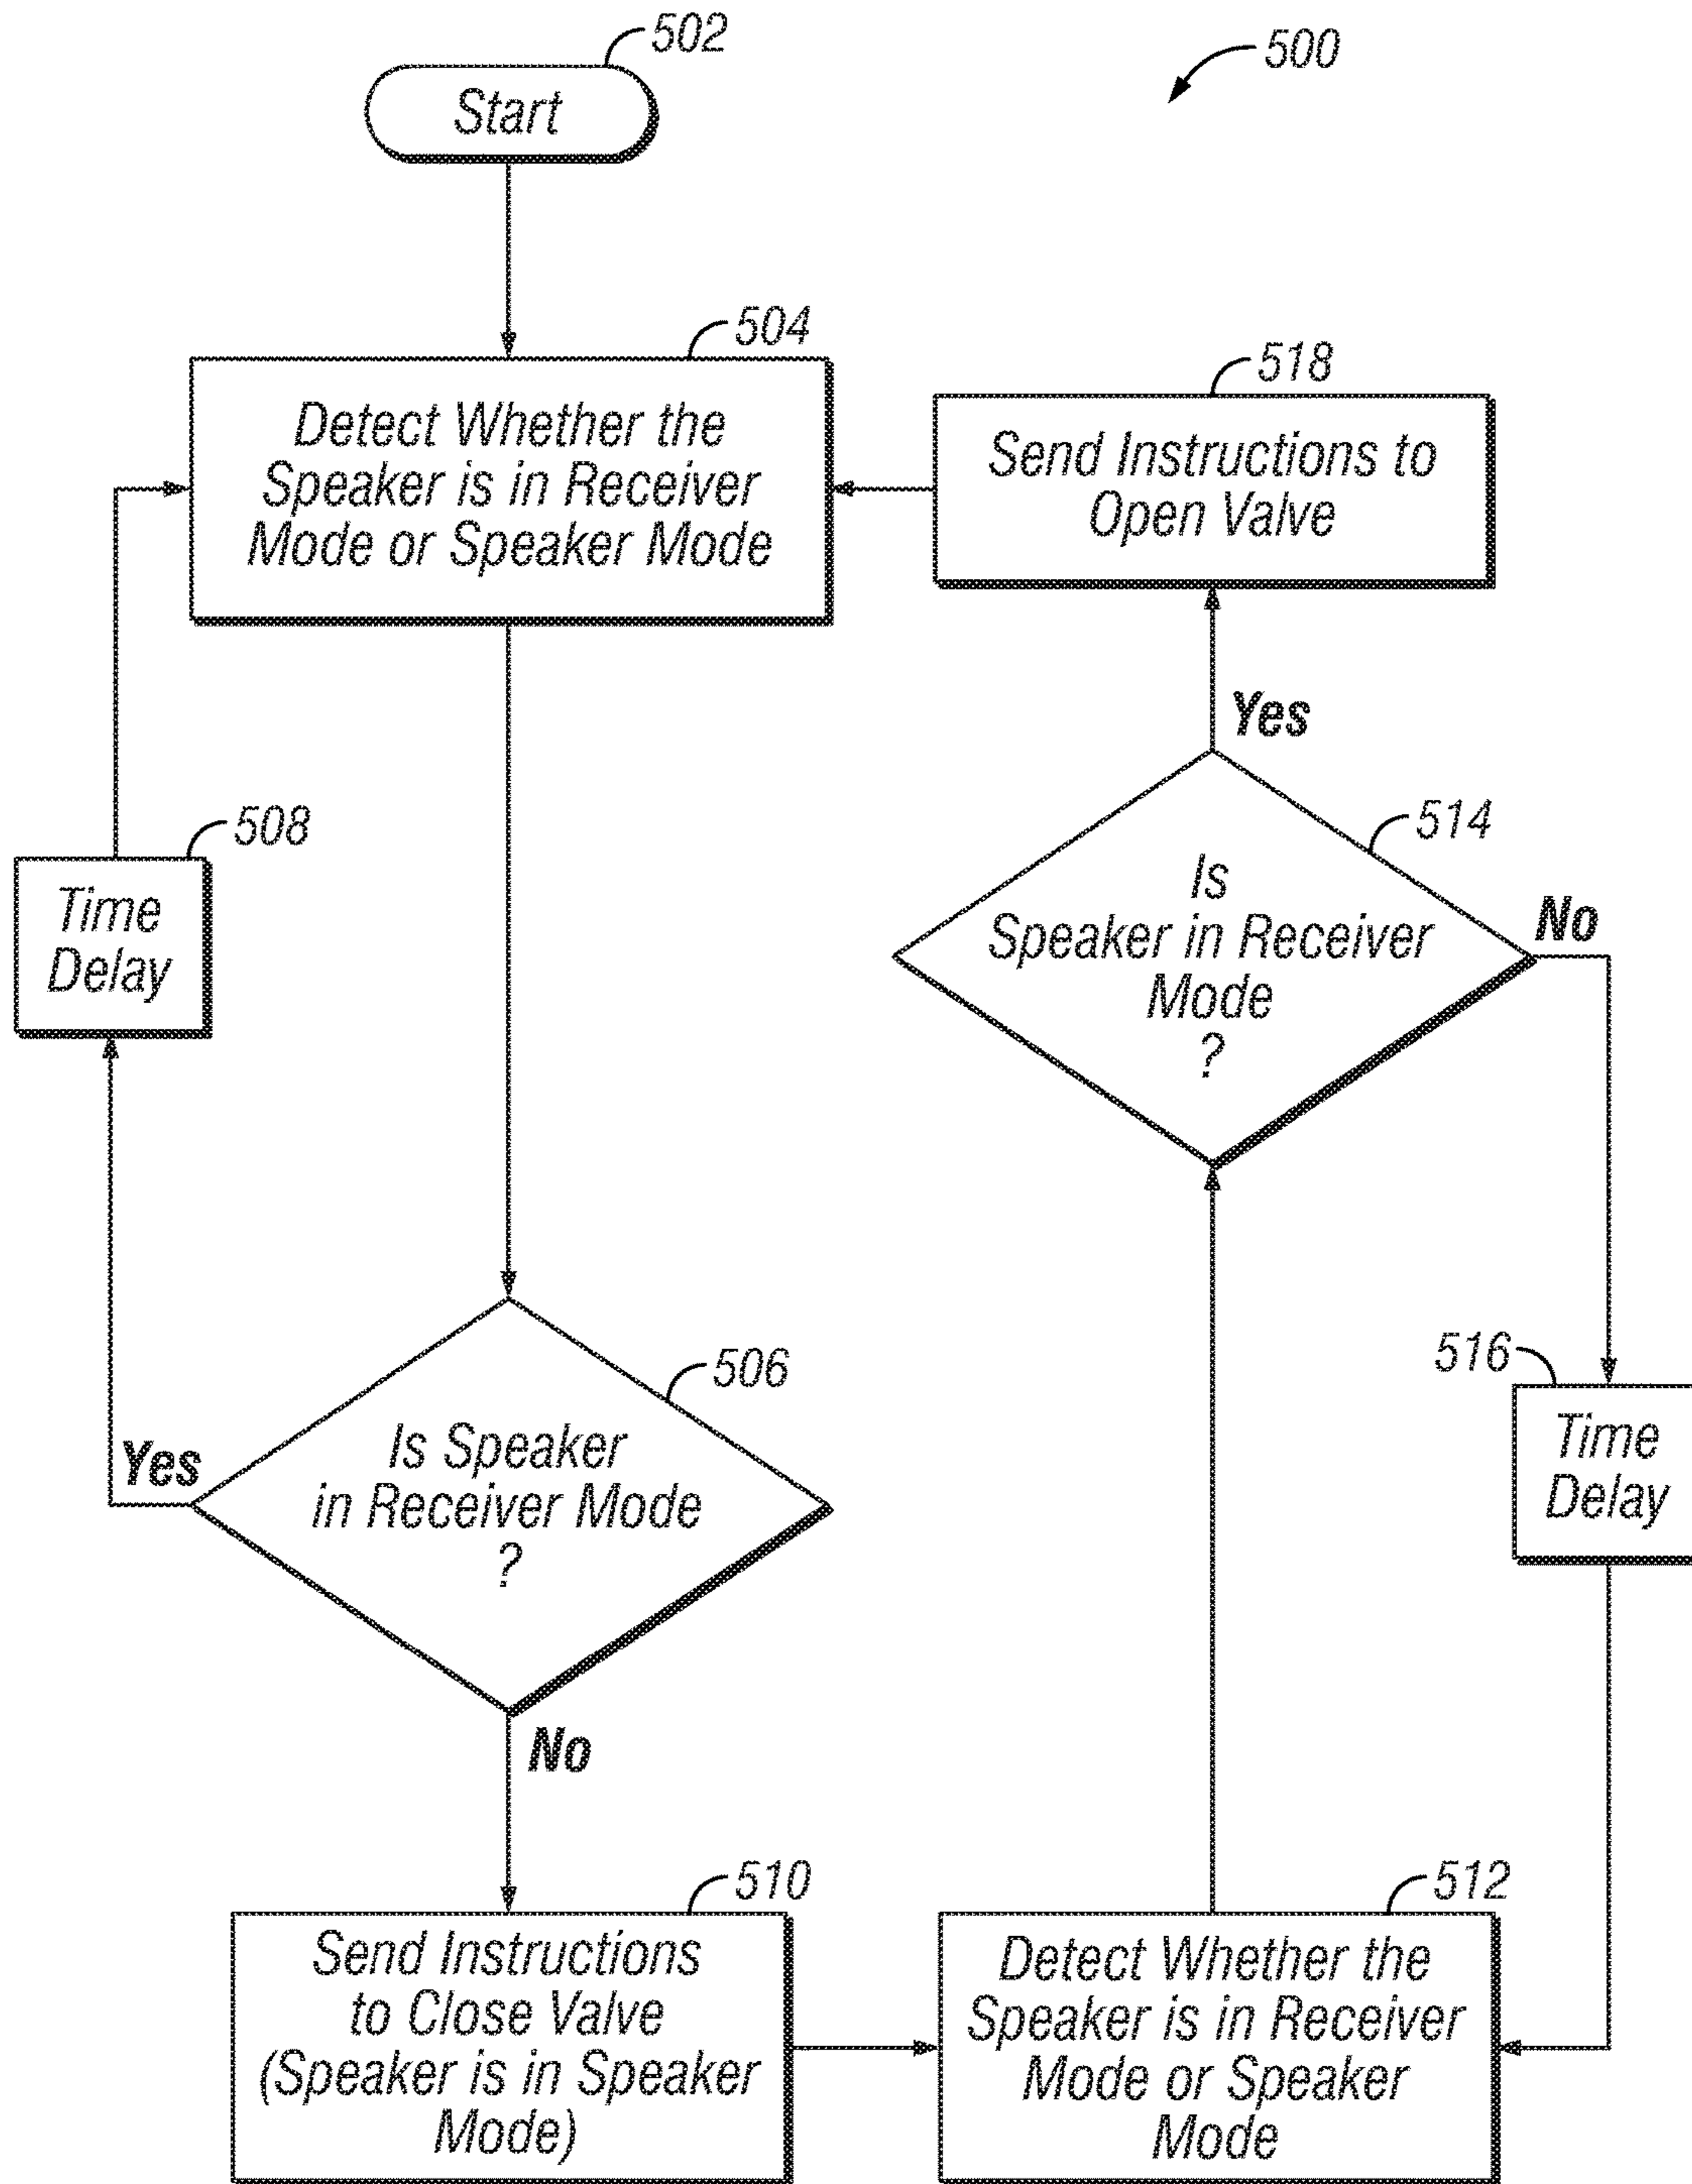 502
500
Start
504
Detect Whether the
Speaker is in Receiver
Mode or Speaker Mode
518
Send Instructions to
Open Valve
Yes
508
Time
Delay
514
Is
Speaker in Receiver
Mode
?
No
506
Is Speaker
in Receiver Mode
?
Yes
516
Time
Delay
No
510
Send Instructions
to Close Valve
(Speaker is in Speaker
Mode)
512
Detect Whether the
Speaker is in Receiver
Mode or Speaker
Mode